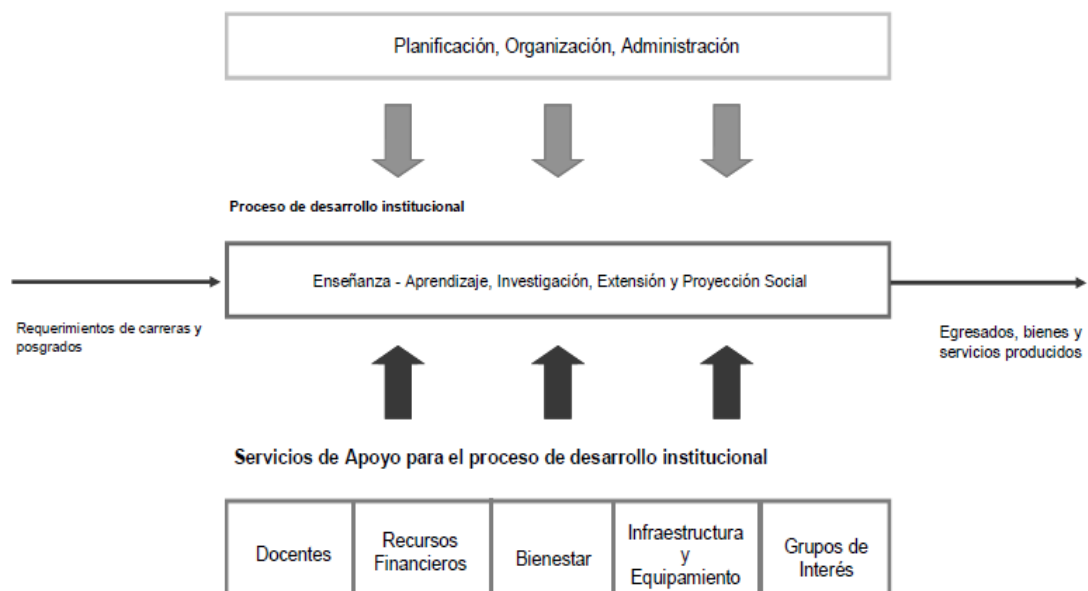 Planificación, Organización, Administración
Proceso de desarrollo institucional
Enseñanza - Aprendizaje, Investigación, Extensión y Proyección Social
Requerimientos de carreras y
posgrados
Egresados, bienes y
servicios producidos
Servicios de Apoyo para el proceso de desarrollo institucional
Docentes
Recursos
Financieros
Bienestar
Infraestructura
y
Equipamiento
Grupos de
Interés